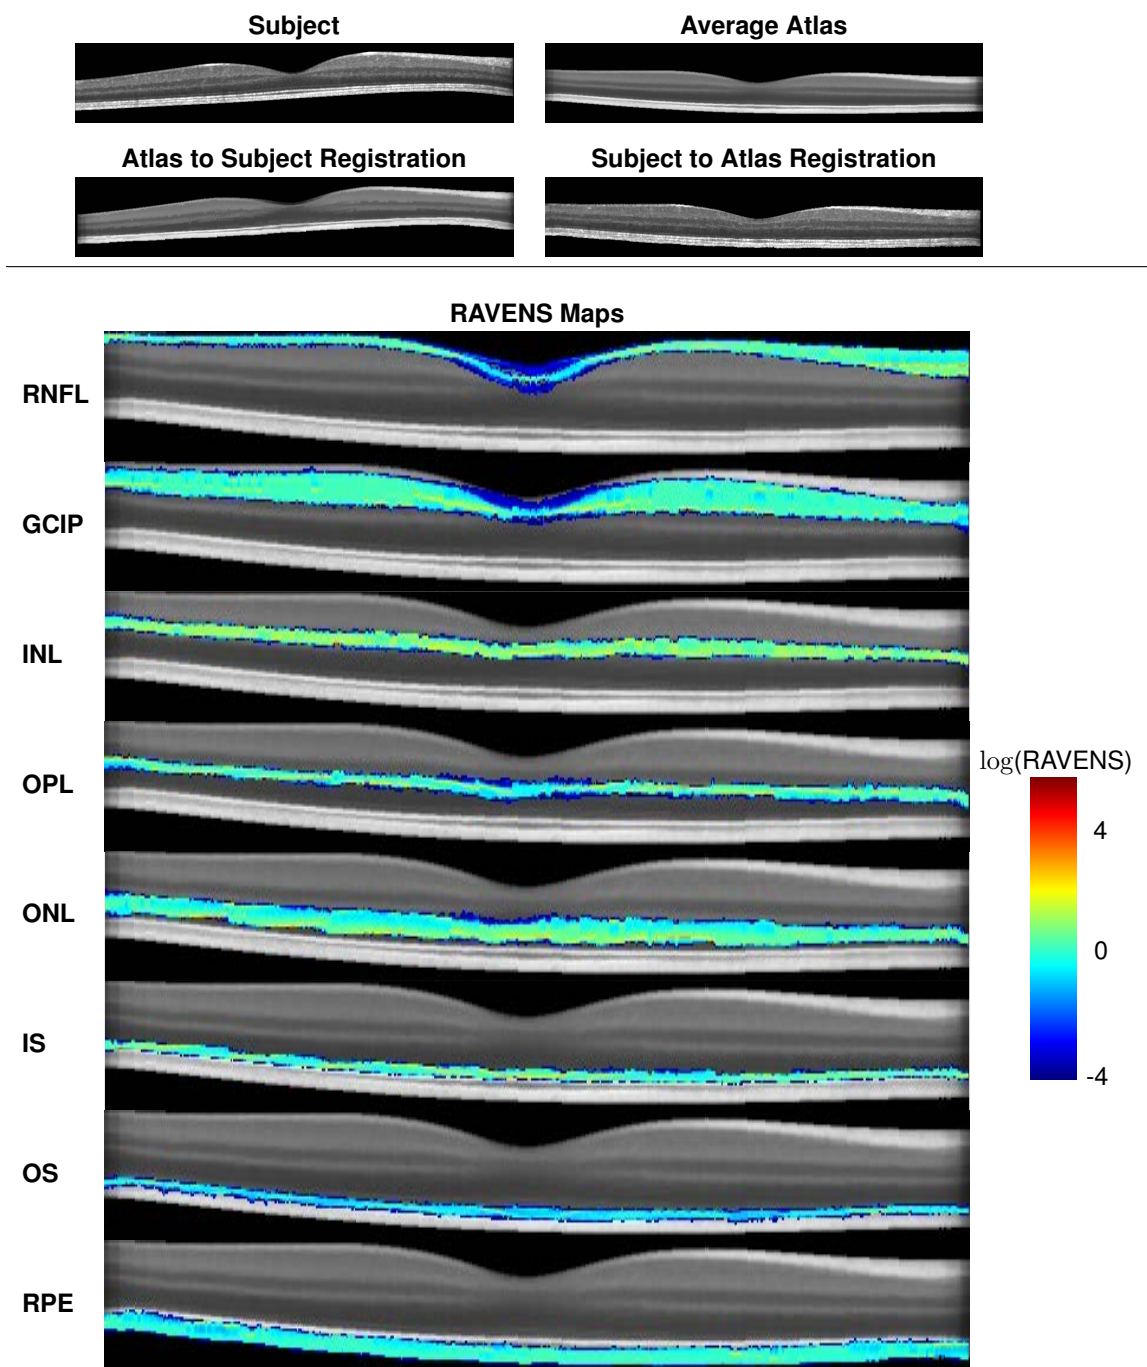 Subject
Average Atlas
Atlas to Subject Registration
Subject to Atlas Registration
RAVENS Maps
RNFL
GCIP
INL
OPL
log(RAVENS)
4
ONL
0
IS
-4
OS
RPE